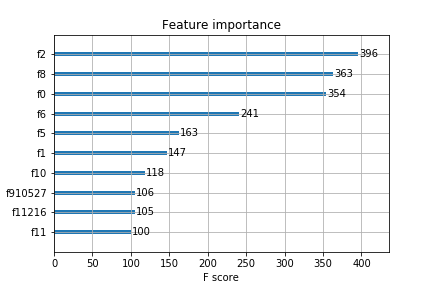 Feature importance
f2 396
f8 363
f0 354
f6 241
f5 163
f1 147
f10 118
f910527 106
f11216 105
f11 100
0 50 100 150 200 250 300 350 400
F score